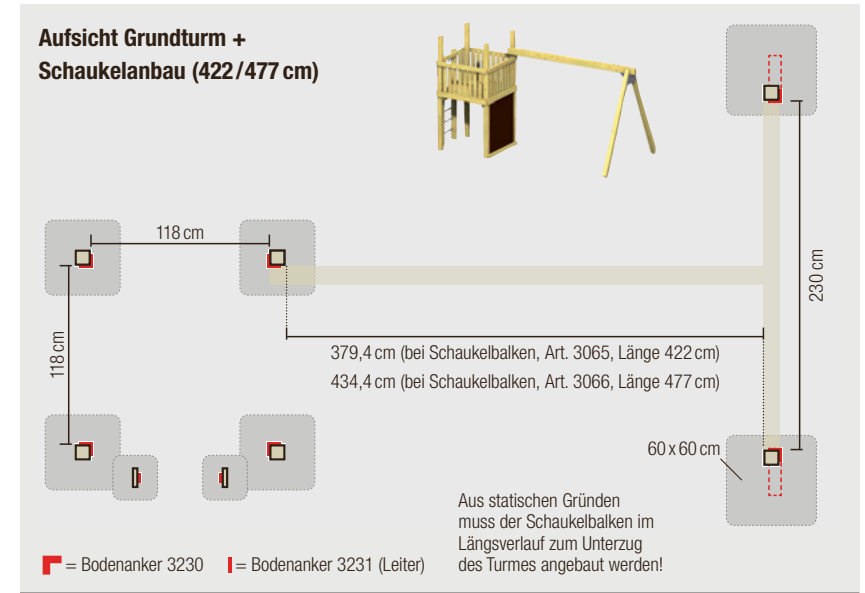 Aufsicht Grundturm +
Schaukelanbau (422/477 cm)
118 cm
118 cm
230 cm
379,4 cm (bei Schaukelbalken, Art. 3065, Länge 422 cm)
434,4 cm (bei Schaukelbalken, Art. 3066, Länge 477 cm)
60 x 60 cm
Aus statischen Gründen
muss der Schaukelbalken im
Längsverlauf zum Unterzug
des Turmes angebaut werden!
= Bodenanker 3230
= Bodenanker 3231 (Leiter)